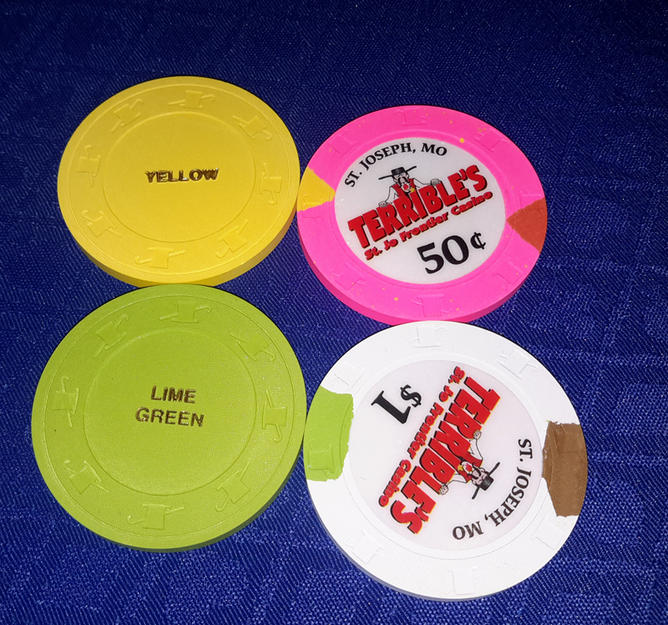 YELLOW
ST. JOSEPH, MO
TERRIBLE'S
St. Jo Frontier Casino
50¢
LIME
GREEN
$1
St. Jo Frontier Casino
TERRIBLE'S
ST. JOSEPH, MO